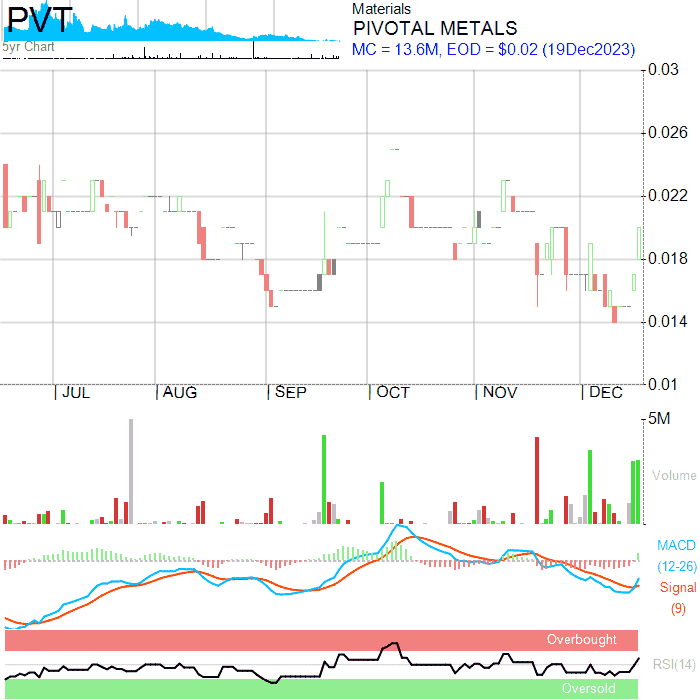 PVT
5yr Chart
Materials
PIVOTAL METALS
MC = 13.6M, EOD = $0.02 (19Dec2023)
0.03
0.026
0.022
0.018
0.014
0.01
JUL AUG SEP OCT NOV DEC
5M
Volume
MACD
(12-26)
Signal
(9)
Overbought
RSI(14)
Oversold